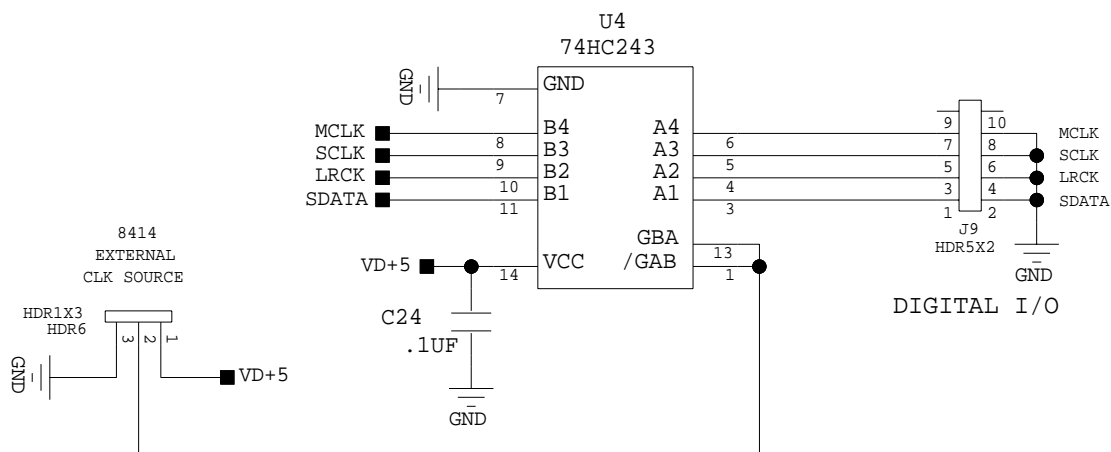 U4
74HC243
GND
7
GND
MCLK
8
B4
A4
6
9
10
MCLK
SCLK
9
B3
A3
5
7
8
SCLK
LRCK
10
B2
A2
4
5
6
LRCK
SDATA
11
B1
A1
3
3
4
SDATA
1
2
J9
HDR5X2
GND
DIGITAL I/O
GBA
13
/GAB
1
VD+5
14
VCC
C24
.1UF
GND
8414
EXTERNAL
CLK SOURCE
HDR1X3
HDR6
3
2
1
GND
VD+5